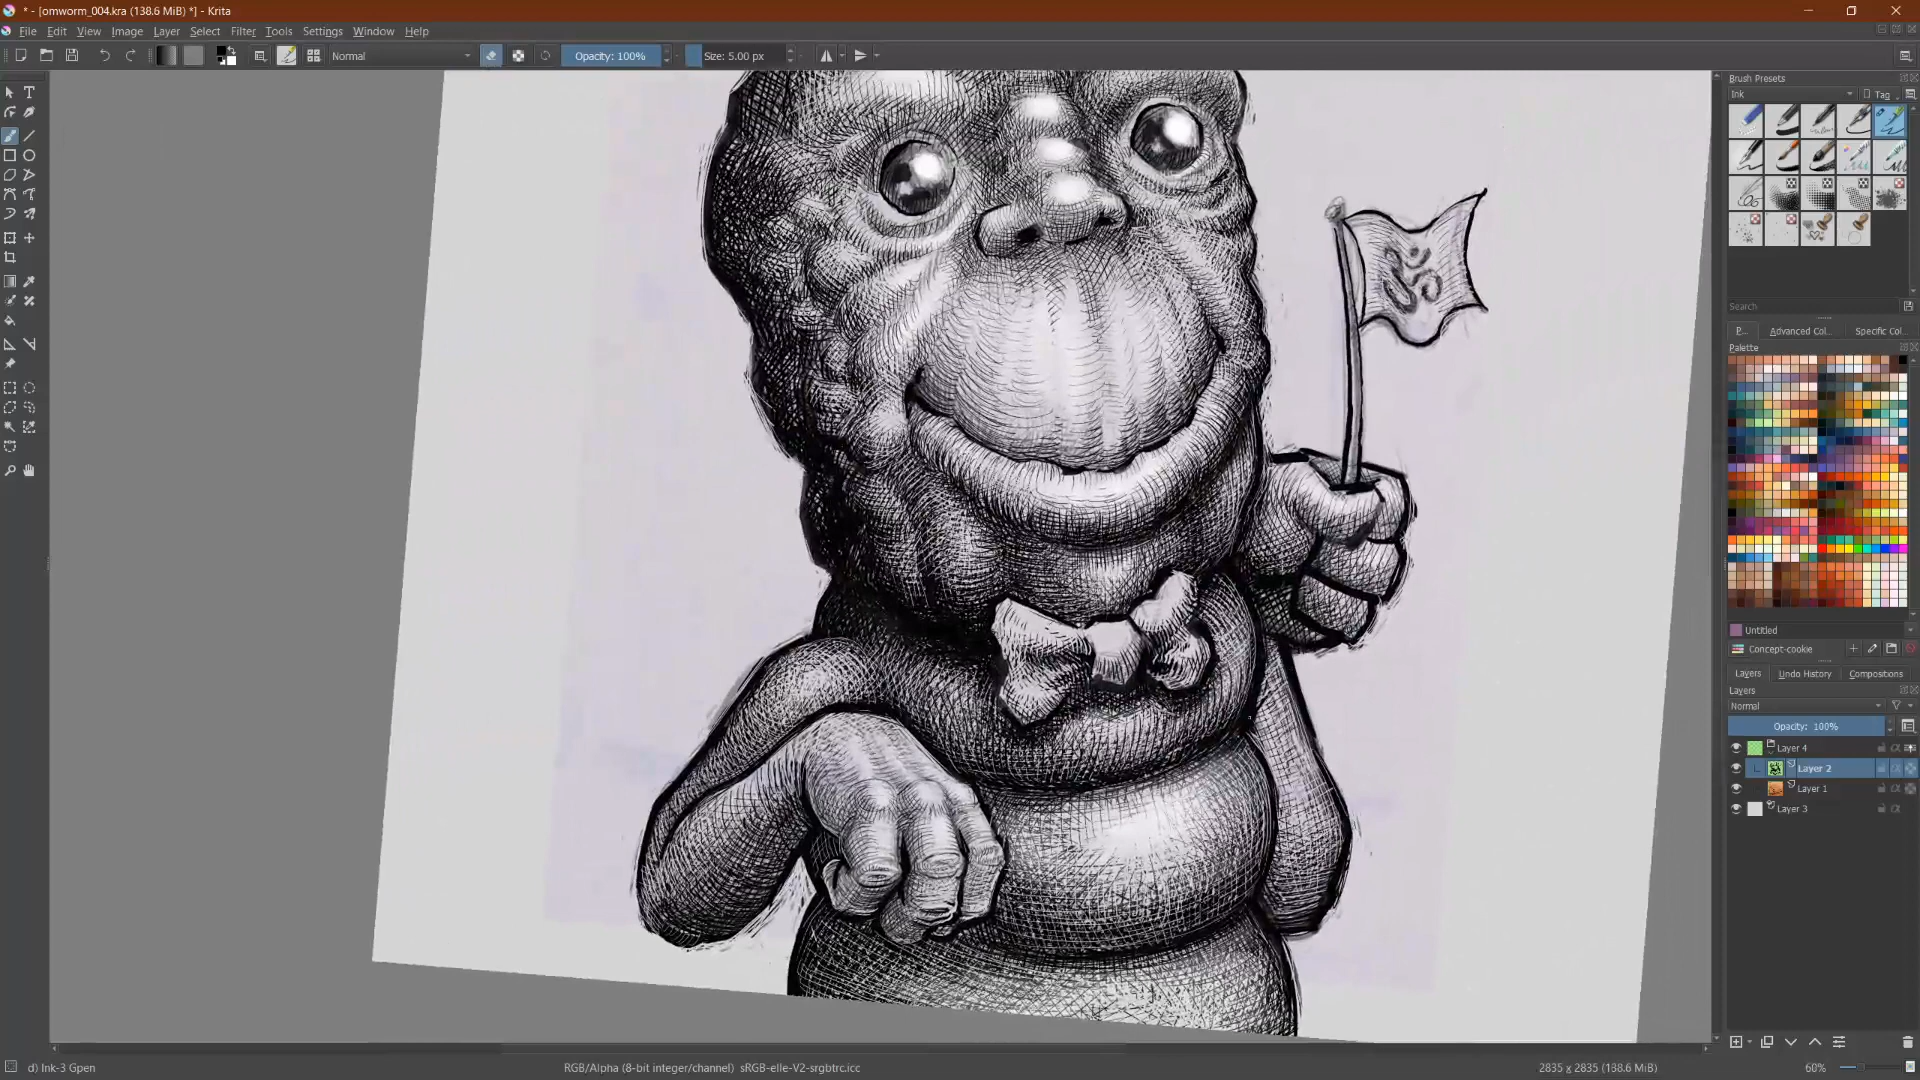 * - [omworm_004.kra (138.6 MiB) *] - Krita
File Edit View Image Layer Select Filter Tools Settings Window Help
Normal Opacity: 100% Size: 5.00 px
Brush Presets
Ink Tag
Search
P... Advanced Col... Specific Col...
Palette
ॐ
Untitled
Concept-cookie
Layers Undo History Compositions
Layers
Normal
Opacity: 100%
Layer 4
Layer 2
Layer 1
Layer 3
d) Ink-3 Gpen RGB/Alpha (8-bit integer/channel) sRGB-elle-V2-srgbtrc.icc 2835 x 2835 (138.6 MiB) 60%